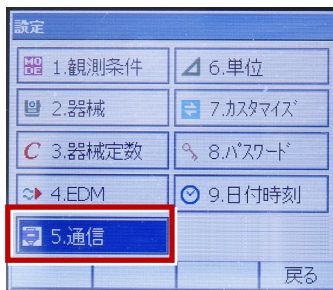 設定
MO
DE 1.観測条件
2.器械
C 3.器械定数
4.EDM
5.通信
6.単位
7.カスタマイズ
8.パスワード
9.日付時刻
戻る